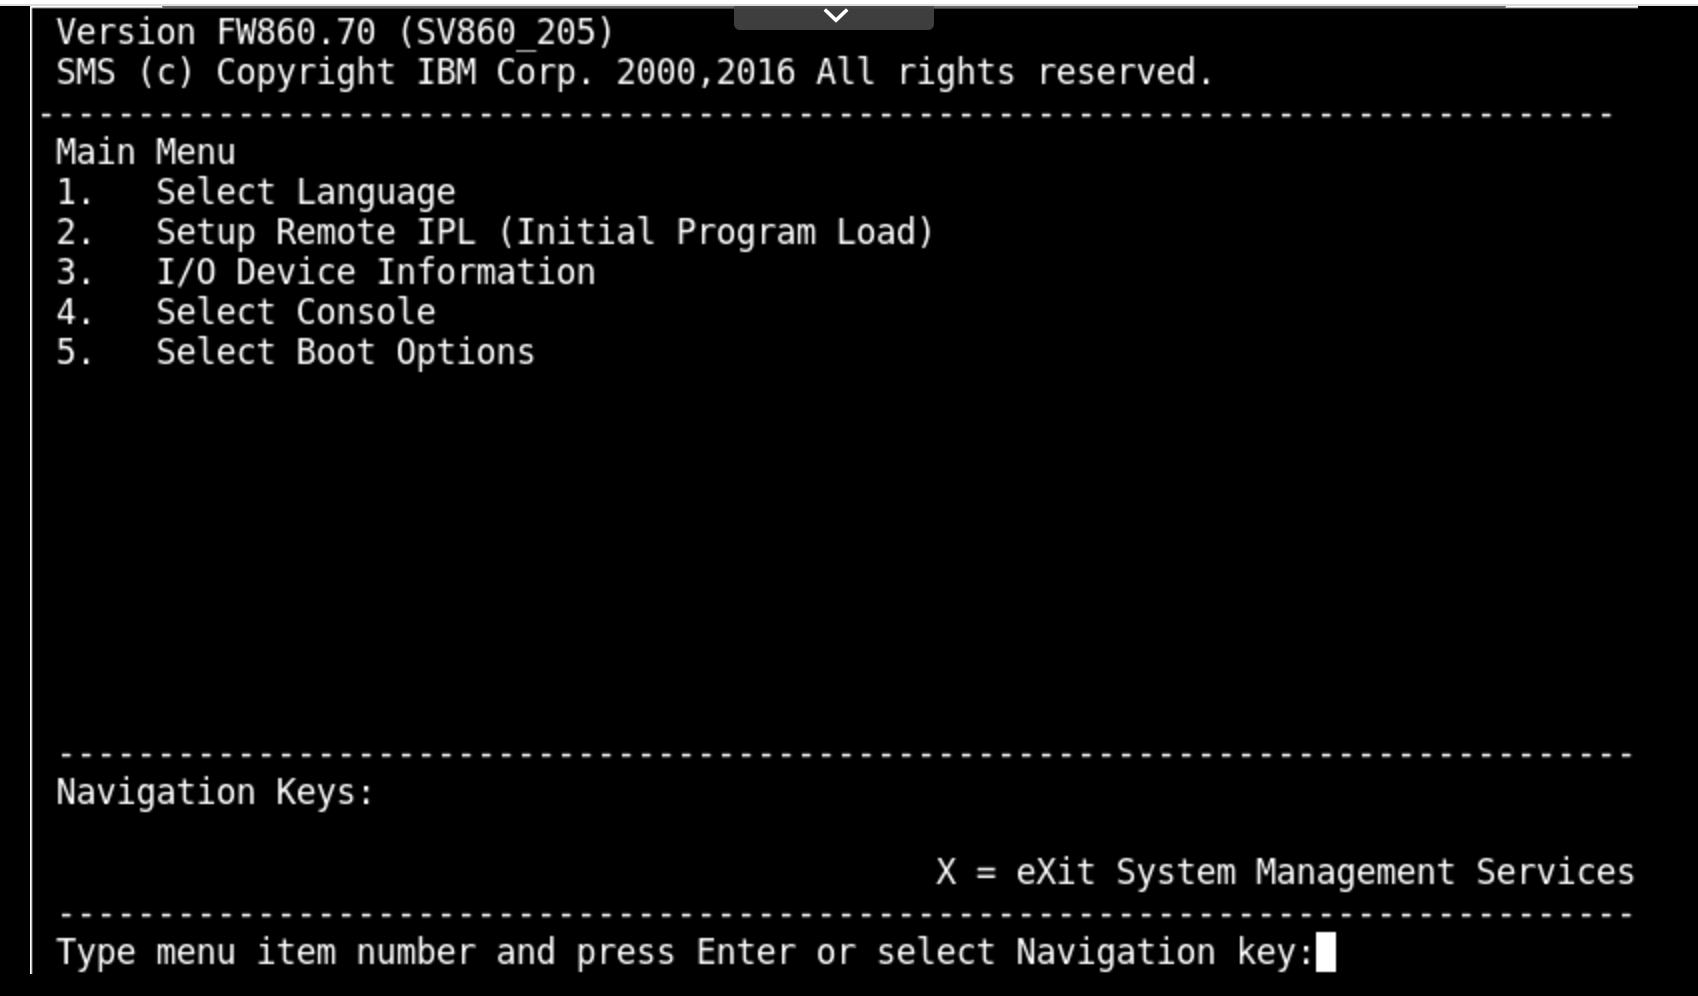 Version FW860.70 (SV860_205)
SMS (c) Copyright IBM Corp. 2000,2016 All rights reserved.
-------------------------------------------------------------------------------
Main Menu
1.   Select Language
2.   Setup Remote IPL (Initial Program Load)
3.   I/O Device Information
4.   Select Console
5.   Select Boot Options
-------------------------------------------------------------------------------
Navigation Keys:
X = eXit System Management Services
-------------------------------------------------------------------------------
Type menu item number and press Enter or select Navigation key: